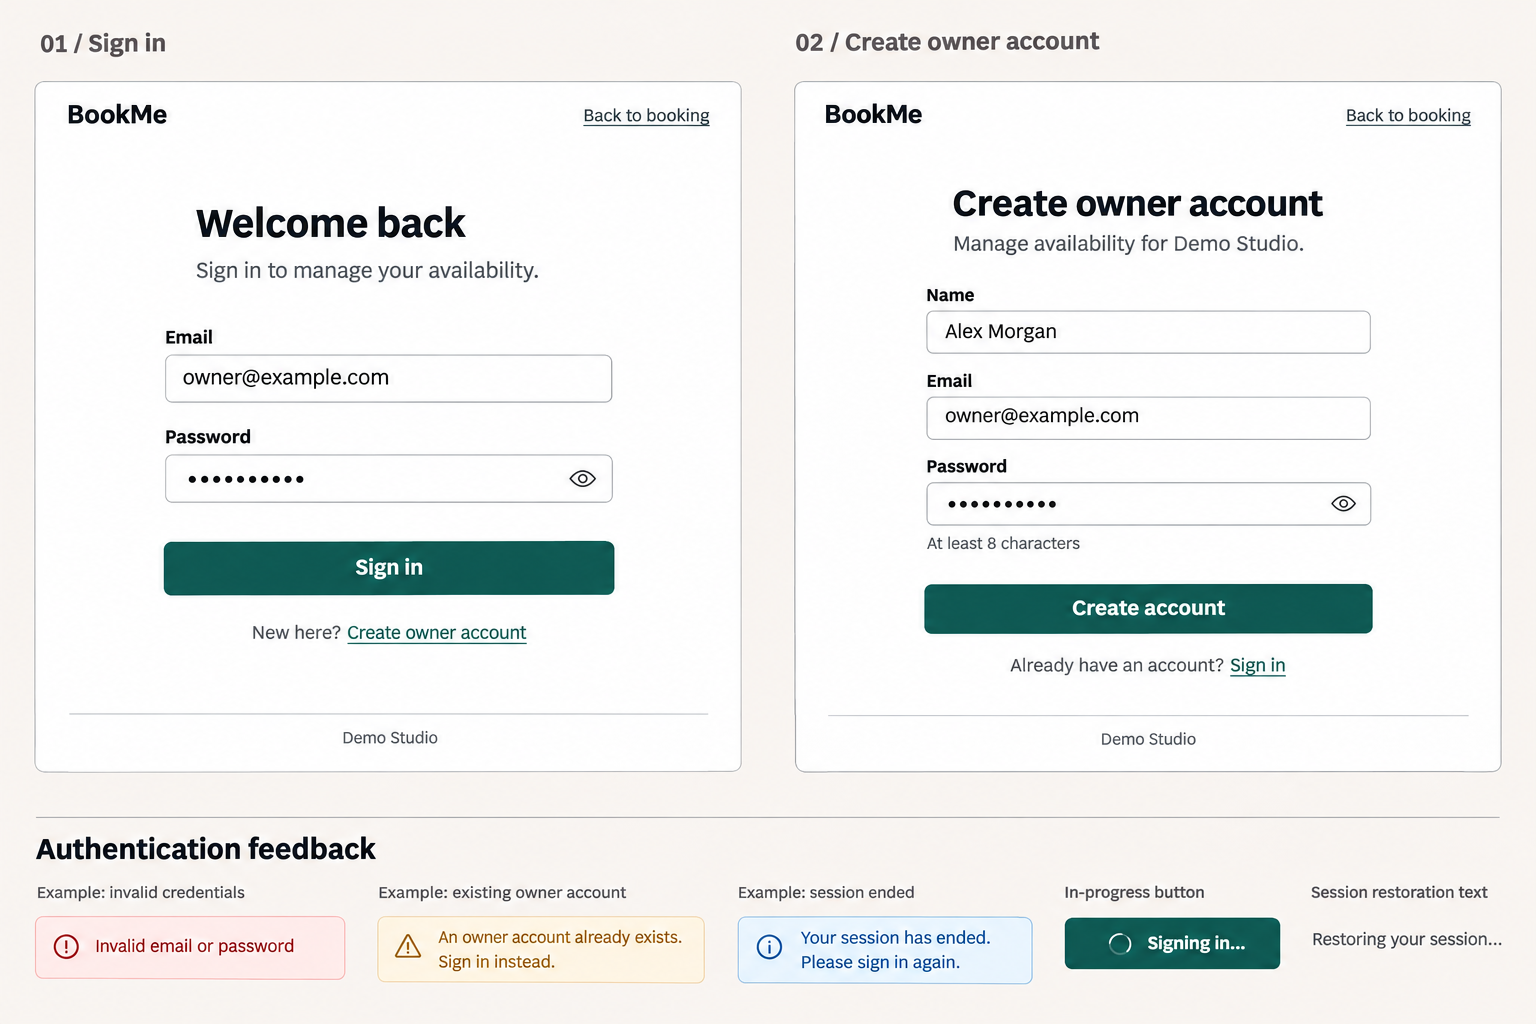 01 / Sign in
BookMe
Back to booking
Welcome back
Sign in to manage your availability.
Email
owner@example.com
Password
••••••••••
Sign in
New here? Create owner account
Demo Studio
02 / Create owner account
BookMe
Back to booking
Create owner account
Manage availability for Demo Studio.
Name
Alex Morgan
Email
owner@example.com
Password
••••••••••
At least 8 characters
Create account
Already have an account? Sign in
Demo Studio
Authentication feedback
Example: invalid credentials
Invalid email or password
Example: existing owner account
An owner account already exists.
Sign in instead.
Example: session ended
Your session has ended.
Please sign in again.
In-progress button
Signing in...
Session restoration text
Restoring your session...